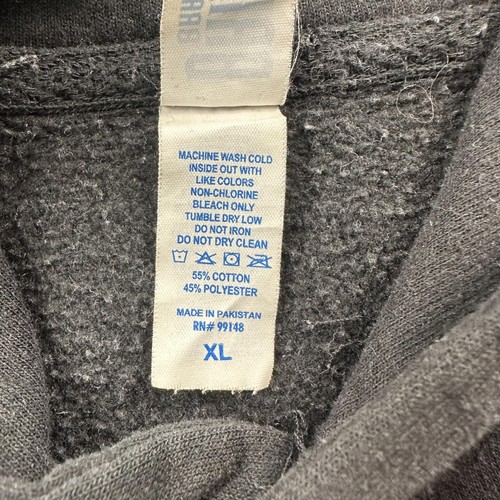 MACHINE WASH COLD
INSIDE OUT WITH
LIKE COLORS
NON-CHLORINE
BLEACH ONLY
TUMBLE DRY LOW
DO NOT IRON
DO NOT DRY CLEAN
55% COTTON
45% POLYESTER
MADE IN PAKISTAN
RN# 99148
XL